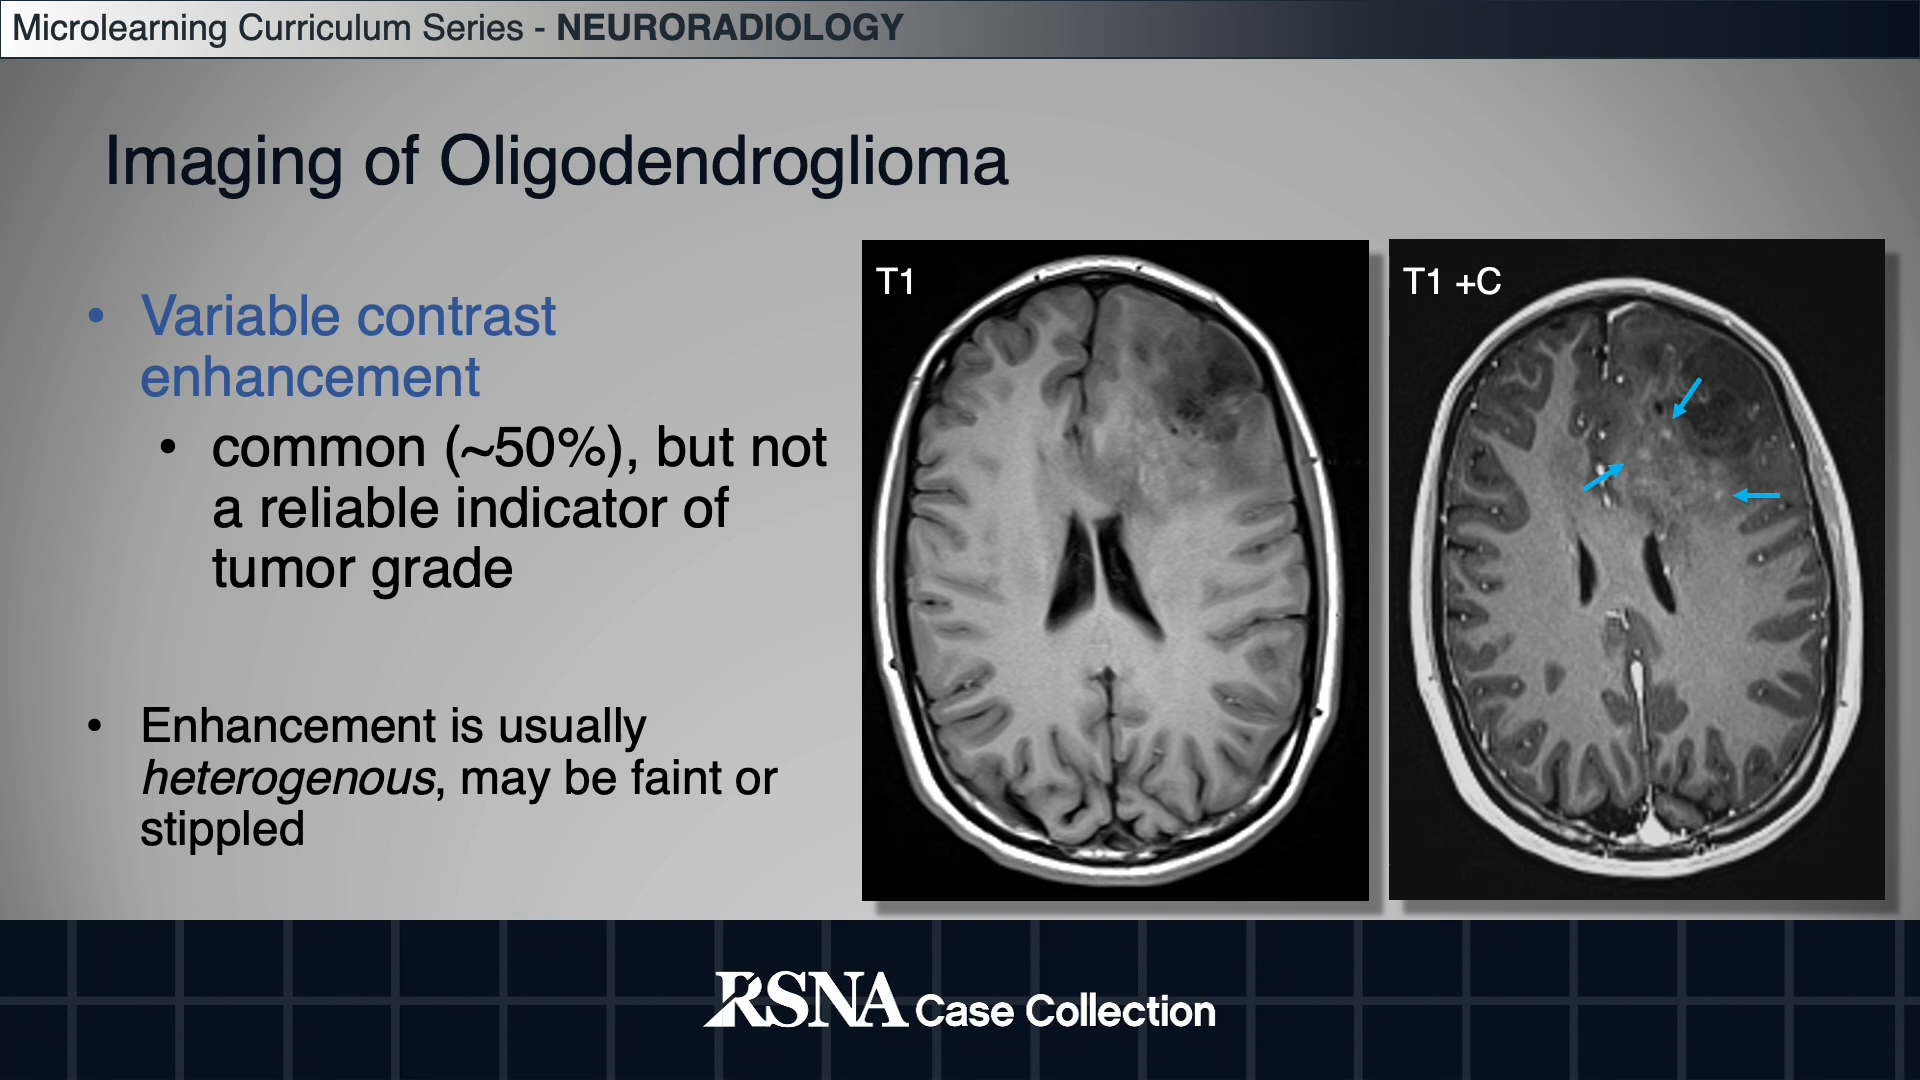 Microlearning Curriculum Series - NEURORADIOLOGY
Imaging of Oligodendroglioma
• Variable contrast
enhancement
• common (~50%), but not
a reliable indicator of
tumor grade
• Enhancement is usually
heterogenous, may be faint or
stippled
T1
T1 +C
RSNA Case Collection